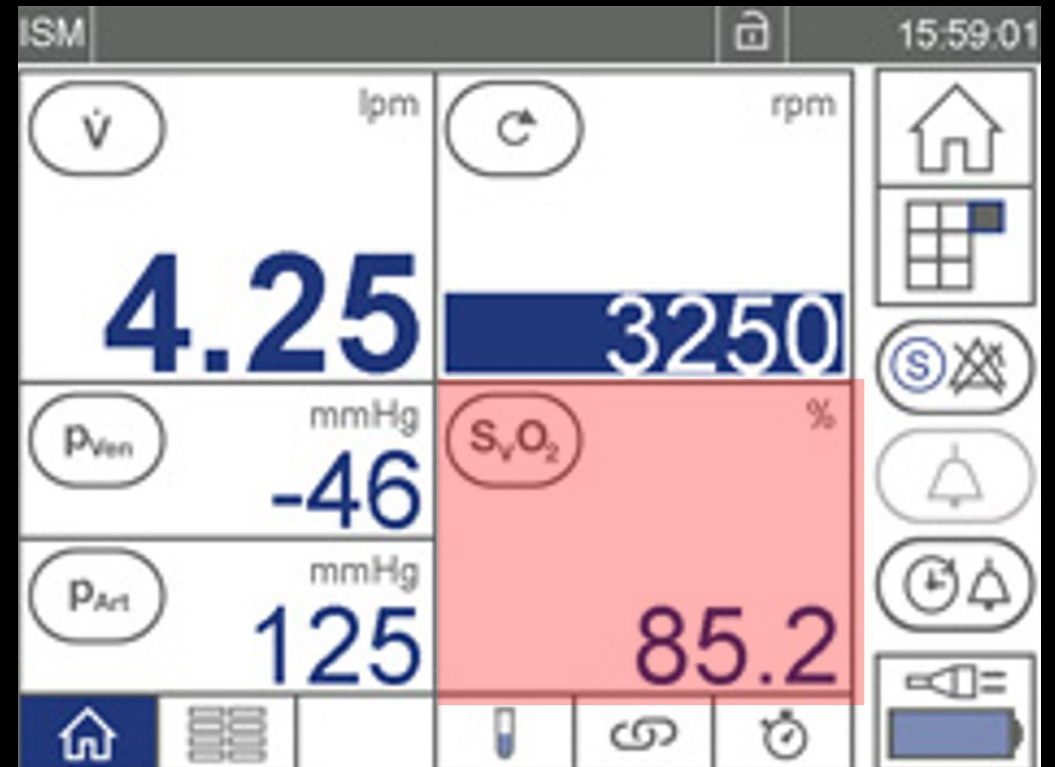 ISM 15:59:01
V̇ lpm
4.25
rpm
3250
pVen mmHg
-46
SvO₂ %
85.2
pArt mmHg
125
S